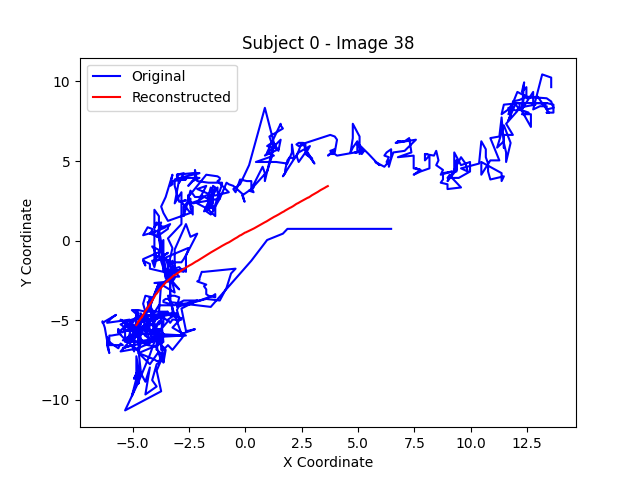 Subject 0 - Image 38
Original
Reconstructed
10
5
0
−5
−10
Y Coordinate
−5.0 −2.5 0.0 2.5 5.0 7.5 10.0 12.5
X Coordinate